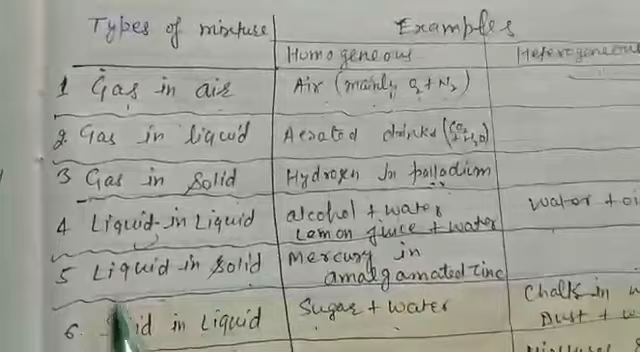 Types of mixture Examples
Homogeneous Heterogeneous
1 Gas in air Air (mainly O2 + N2)
2. Gas in liquid Aerated drinks (CO2 + H2O)
3 Gas in solid Hydrogen in palladium
4 Liquid in Liquid alcohol + water water +
Lemon juice + water
5 Liquid in solid Mercury in
amalgamated zinc
6. in Liquid Sugar + water Chalk in
Dust +